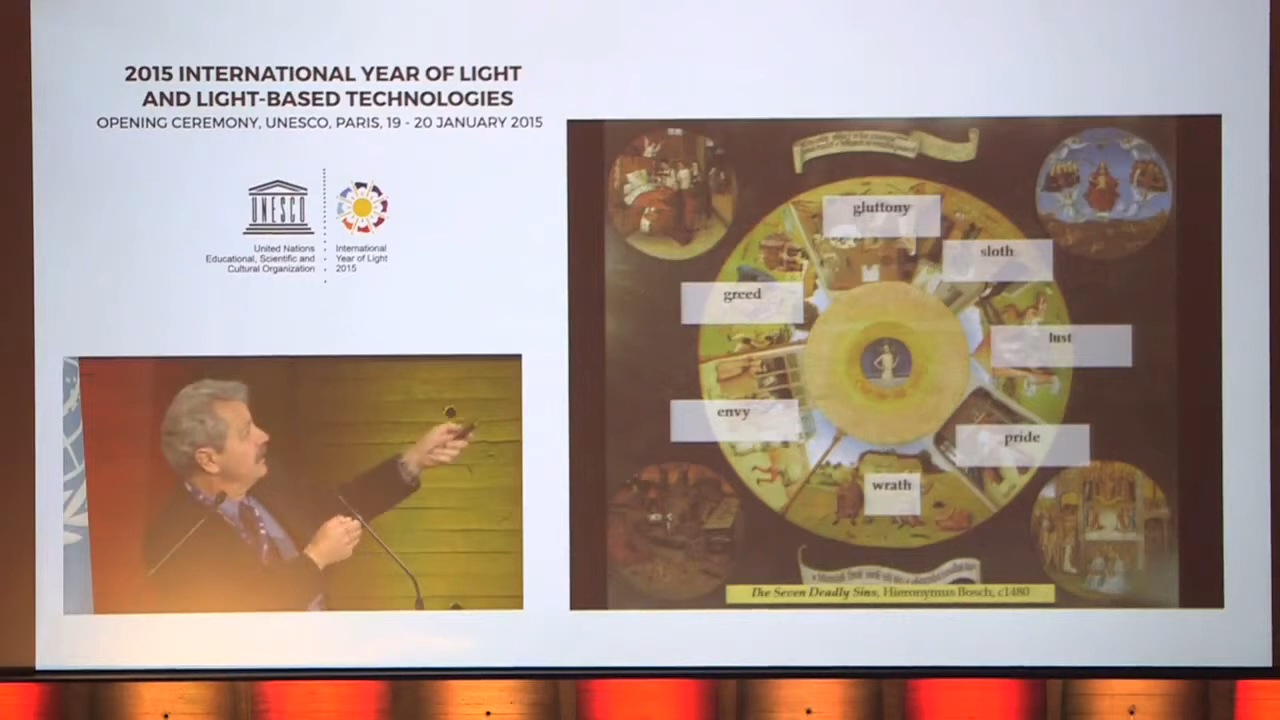 2015 INTERNATIONAL YEAR OF LIGHT
AND LIGHT-BASED TECHNOLOGIES
OPENING CEREMONY, UNESCO, PARIS, 19 - 20 JANUARY 2015
UNESCO
United Nations
Educational, Scientific and
Cultural Organization
International
Year of Light
2015
gluttony
sloth
greed
lust
envy
pride
wrath
The Seven Deadly Sins, Hieronymus Bosch, c1480